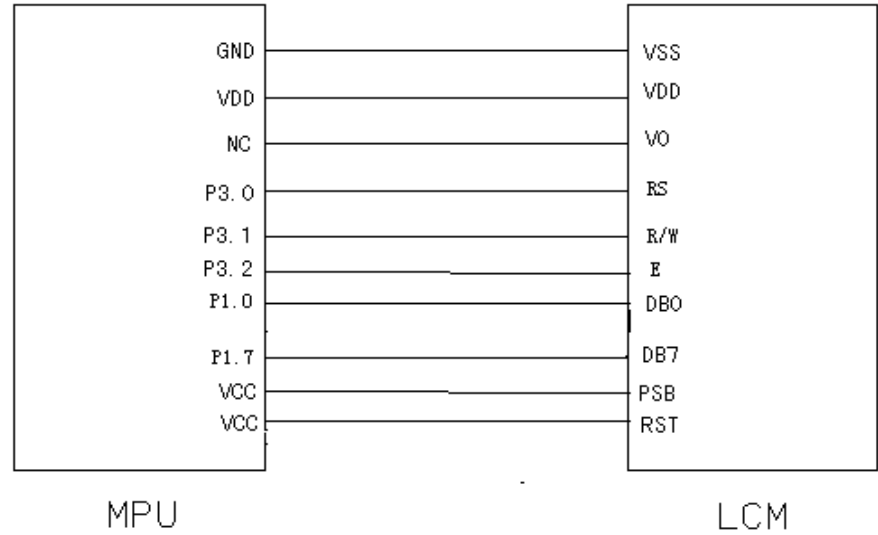 GND VSS
VDD VDD
NC VO
P3.0 RS
P3.1 R/W
P3.2 E
P1.0 DB0
P1.7 DB7
VCC PSB
VCC RST
MPU LCM